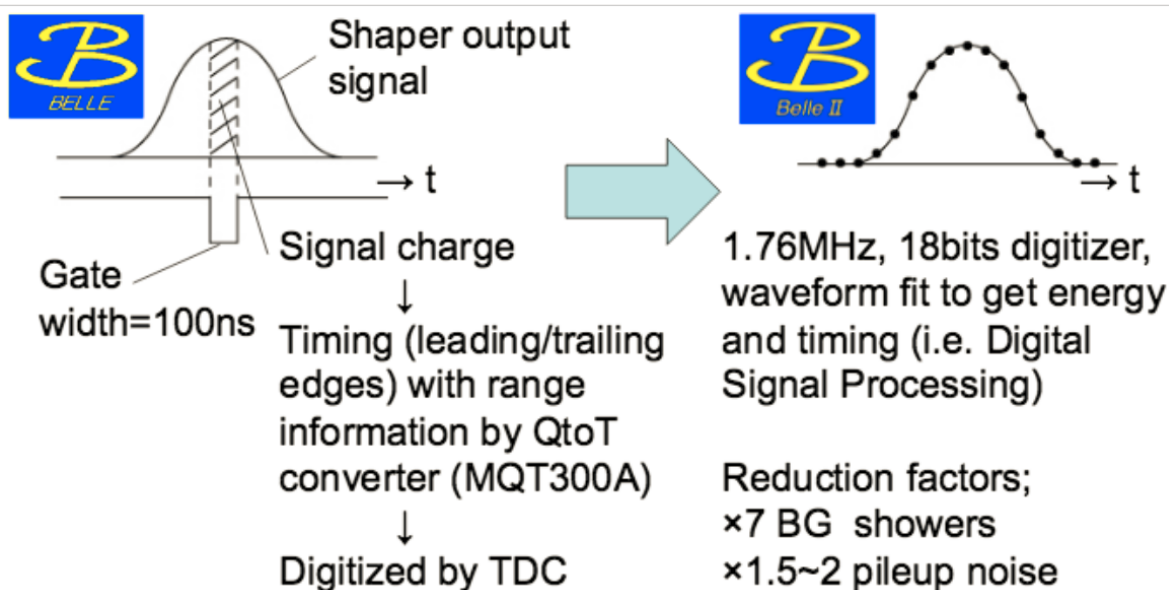 BELLE
Shaper output
signal
→ t
Gate
width=100ns
Signal charge
↓
Timing (leading/trailing
edges) with range
information by QtoT
converter (MQT300A)
↓
Digitized by TDC
Belle II
→ t
1.76MHz, 18bits digitizer,
waveform fit to get energy
and timing (i.e. Digital
Signal Processing)
Reduction factors;
×7 BG showers
×1.5~2 pileup noise